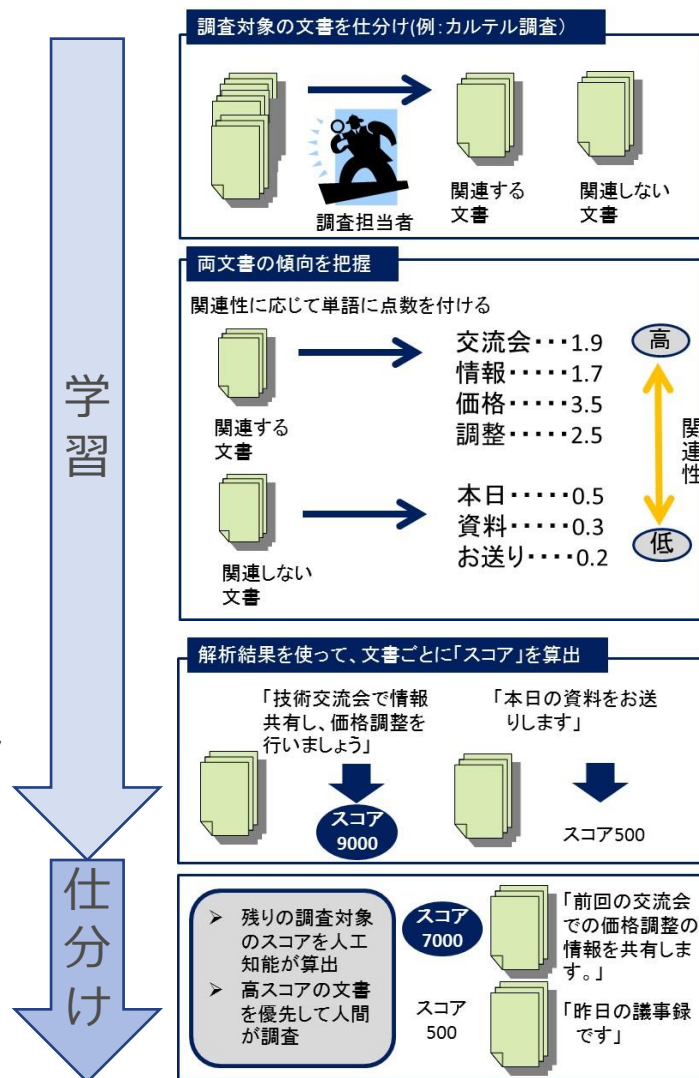 学習
仕分け
調査対象の文書を仕分け(例:カルテル調査)
調査担当者
関連する
文書
関連しない
文書
両文書の傾向を把握
関連性に応じて単語に点数を付ける
関連する
文書
交流会･･･1.9
情報････1.7
価格････3.5
調整････2.5
高
関連性
低
関連しない
文書
本日･････0.5
資料･････0.3
お送り････0.2
解析結果を使って、文書ごとに「スコア」を算出
「技術交流会で情報
共有し、価格調整を
行いましょう」
スコア
9000
「本日の資料をお送
りします」
スコア500
➢ 残りの調査対象
のスコアを人工
知能が算出
➢ 高スコアの文書
を優先して人間
が調査
スコア
7000
「前回の交流会
での価格調整の
情報を共有しま
す。」
スコア
500
「昨日の議事録
です」